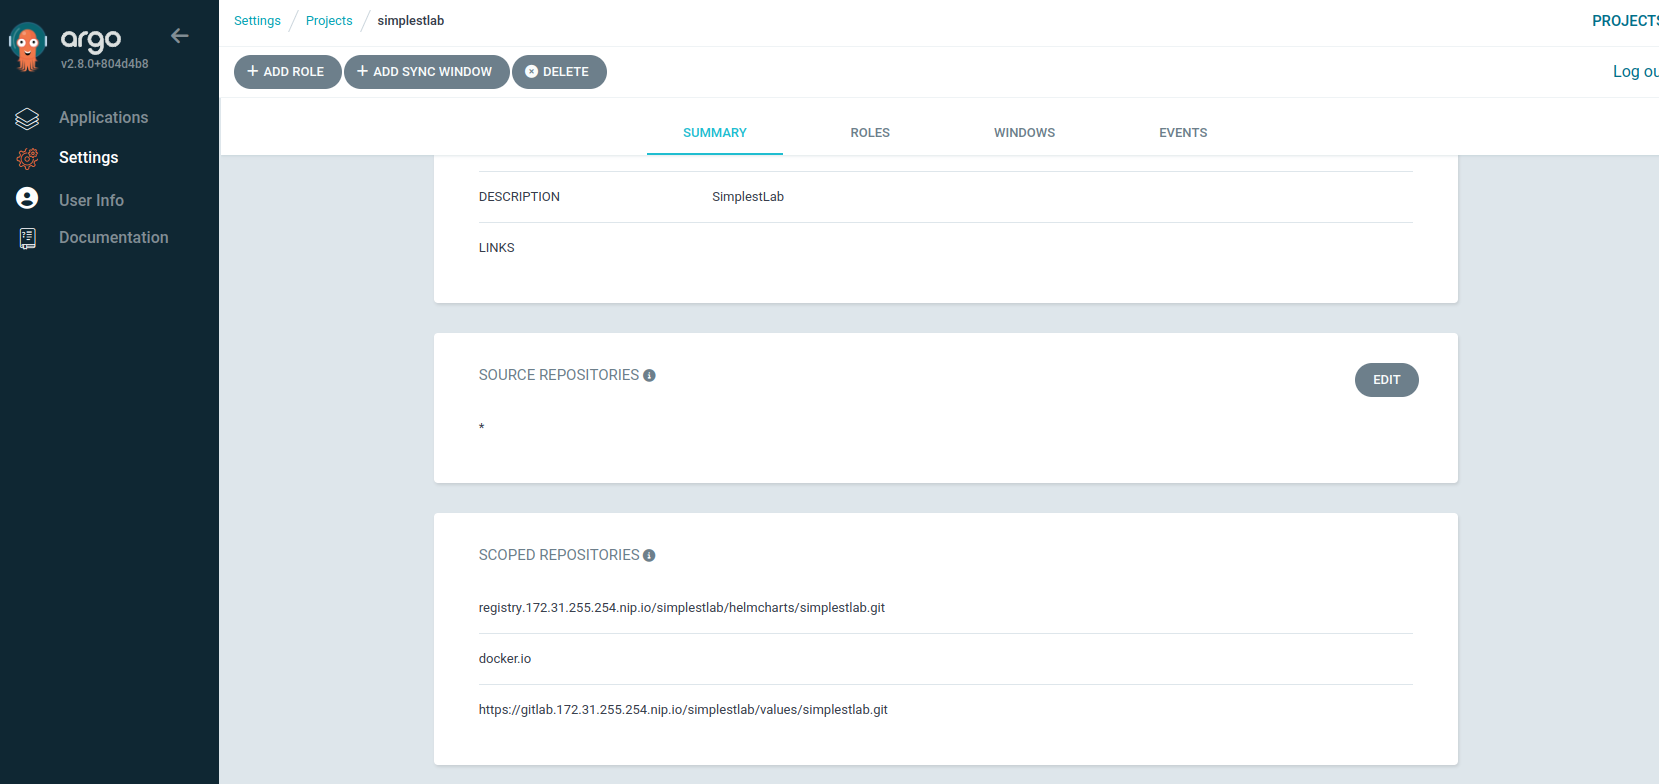 Settings / Projects / simplestlab
PROJECTS
argo
v2.8.0+804d4b8
ADD ROLE
ADD SYNC WINDOW
DELETE
Log ou
Applications
Settings
User Info
Documentation
SUMMARY
ROLES
WINDOWS
EVENTS
DESCRIPTION SimplestLab
LINKS
SOURCE REPOSITORIES
EDIT
*
SCOPED REPOSITORIES
registry.172.31.255.254.nip.io/simplestlab/helmcharts/simplestlab.git
docker.io
https://gitlab.172.31.255.254.nip.io/simplestlab/values/simplestlab.git